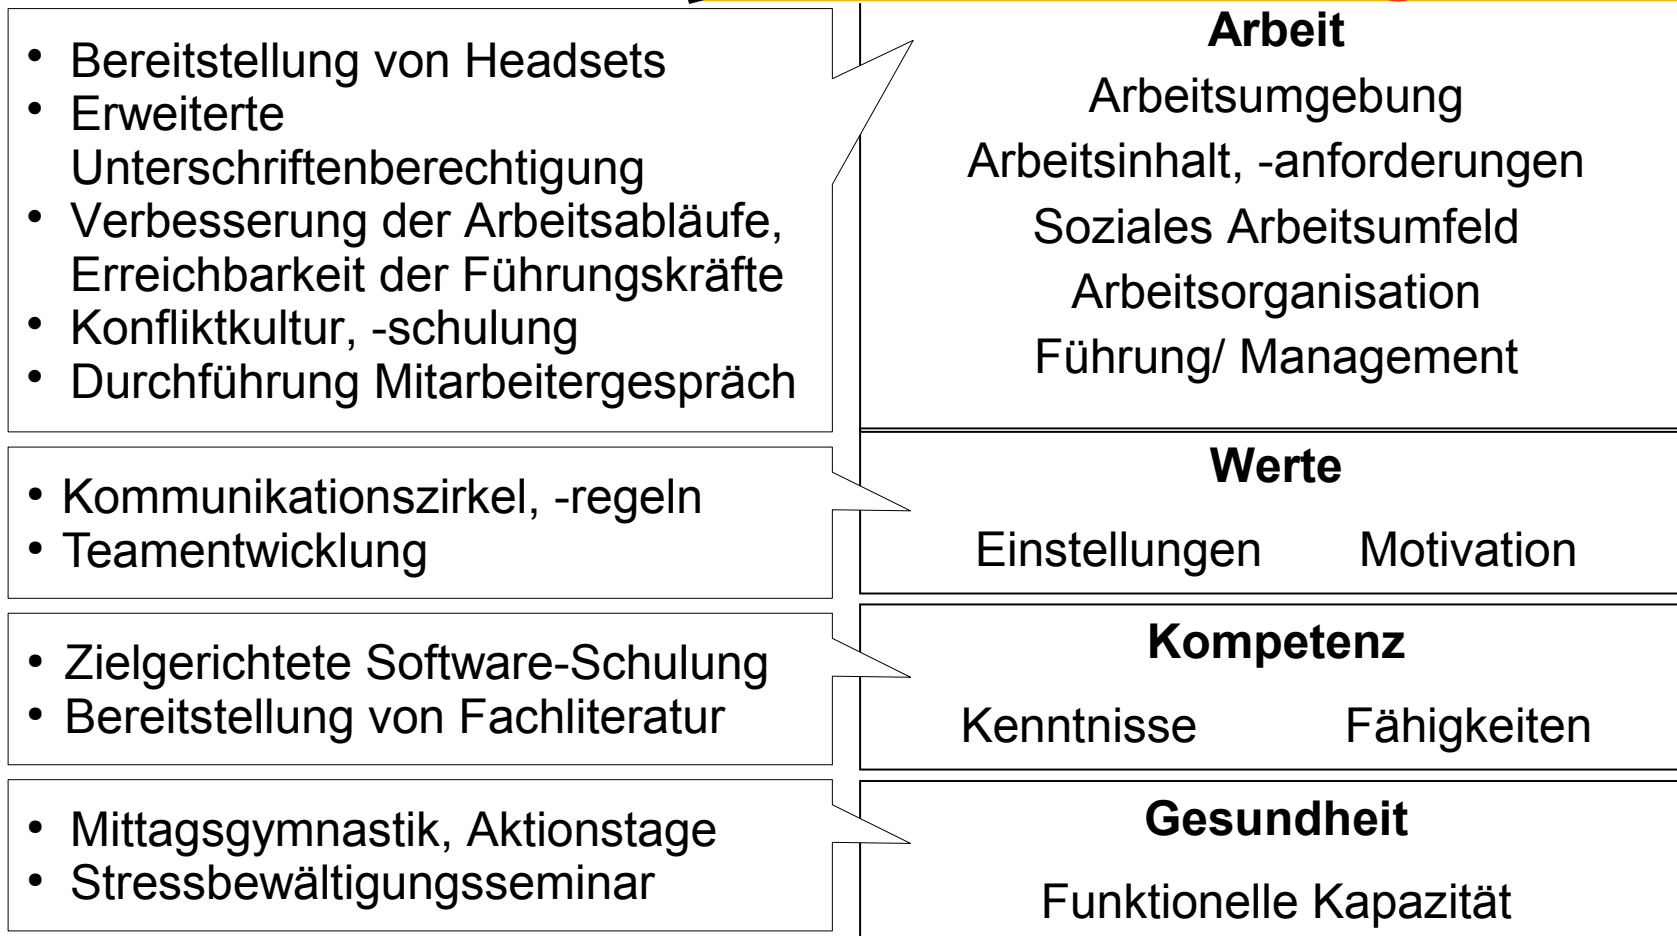 • Bereitstellung von Headsets
• Erweiterte
Unterschriftenberechtigung
• Verbesserung der Arbeitsabläufe,
Erreichbarkeit der Führungskräfte
• Konfliktkultur, -schulung
• Durchführung Mitarbeitergespräch
Arbeit
Arbeitsumgebung
Arbeitsinhalt, -anforderungen
Soziales Arbeitsumfeld
Arbeitsorganisation
Führung/ Management
• Kommunikationszirkel, -regeln
• Teamentwicklung
Werte
Einstellungen Motivation
• Zielgerichtete Software-Schulung
• Bereitstellung von Fachliteratur
Kompetenz
Kenntnisse Fähigkeiten
• Mittagsgymnastik, Aktionstage
• Stressbewältigungsseminar
Gesundheit
Funktionelle Kapazität